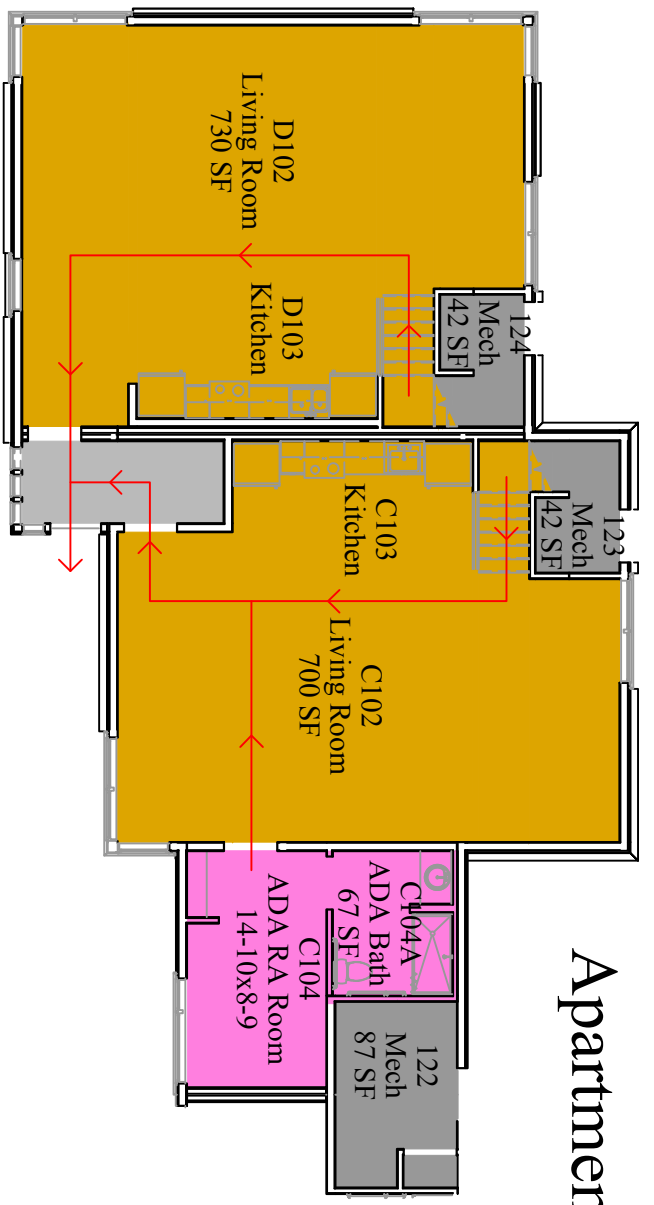 Apartmen
124
Mech
42 SF
123
Mech
42 SF
D102
Living Room
730 SF
D103
Kitchen
C103
Kitchen
C102
Living Room
700 SF
C104A
ADA Bath
67 SF
C104
ADA RA Room
14-10x8-9
122
Mech
87 SF